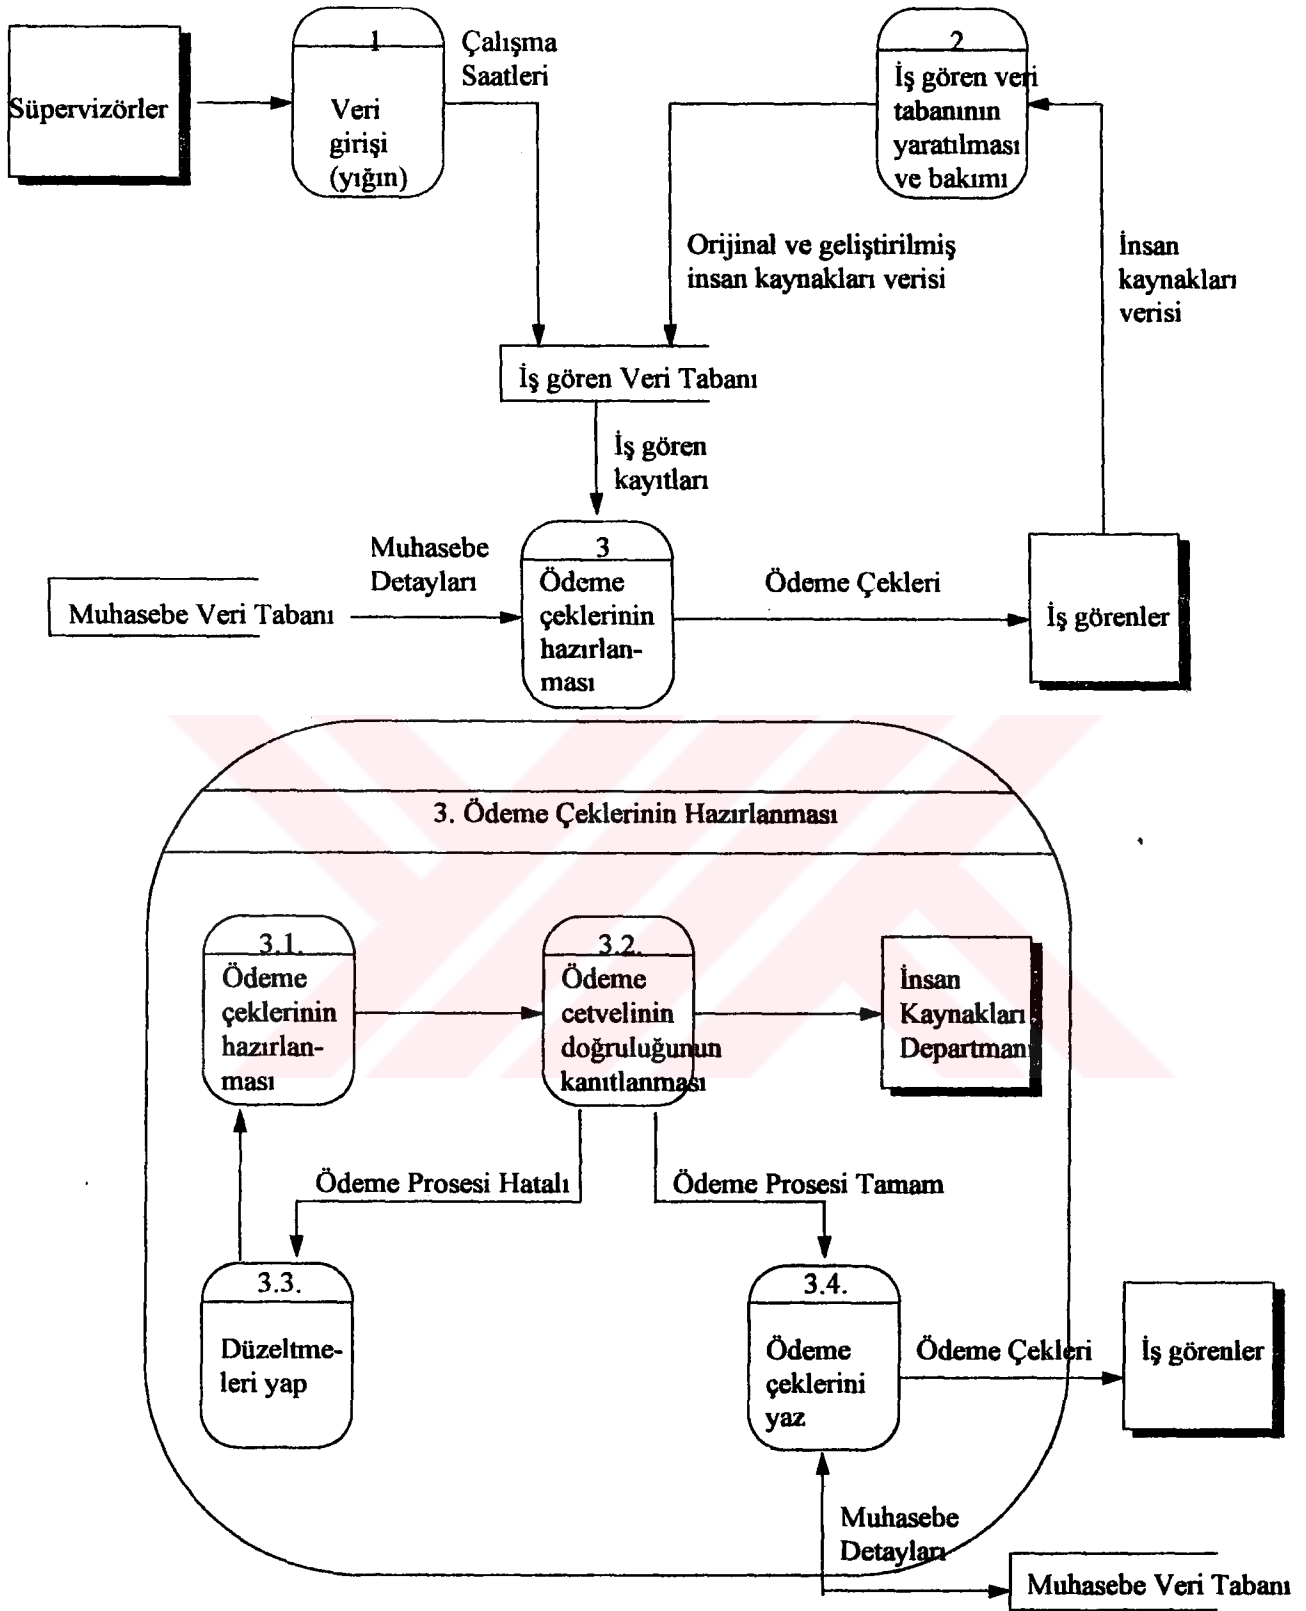 1
Süpervizörler
Veri
girişi
(yığın)
Çalışma
Saatleri
2
İş gören veri
tabanının
yaratılması
ve bakımı
Orijinal ve geliştirilmiş
insan kaynakları verisi
İnsan
kaynakları
verisi
İş gören Veri Tabanı
İş gören
kayıtları
Muhasebe Veri Tabanı
Muhasebe
Detayları
3
Ödeme
çeklerinin
hazırlan-
ması
Ödeme Çekleri
İş görenler
3. Ödeme Çeklerinin Hazırlanması
3.1.
Ödeme
çeklerinin
hazırlan-
ması
3.2.
Ödeme
cetvelinin
doğruluğunun
kanıtlanması
İnsan
Kaynakları
Departmanı
Ödeme Prosesi Hatalı
Ödeme Prosesi Tamam
3.3.
Düzeltme-
leri yap
3.4.
Ödeme
çeklerini
yaz
Ödeme Çekleri
İş görenler
Muhasebe
Detayları
Muhasebe Veri Tabanı